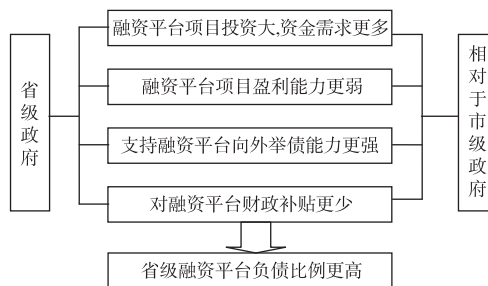 省级政府
融资平台项目投资大,资金需求更多
融资平台项目盈利能力更弱
支持融资平台向外举债能力更强
对融资平台财政补贴更少
相对于市级政府
省级融资平台负债比例更高